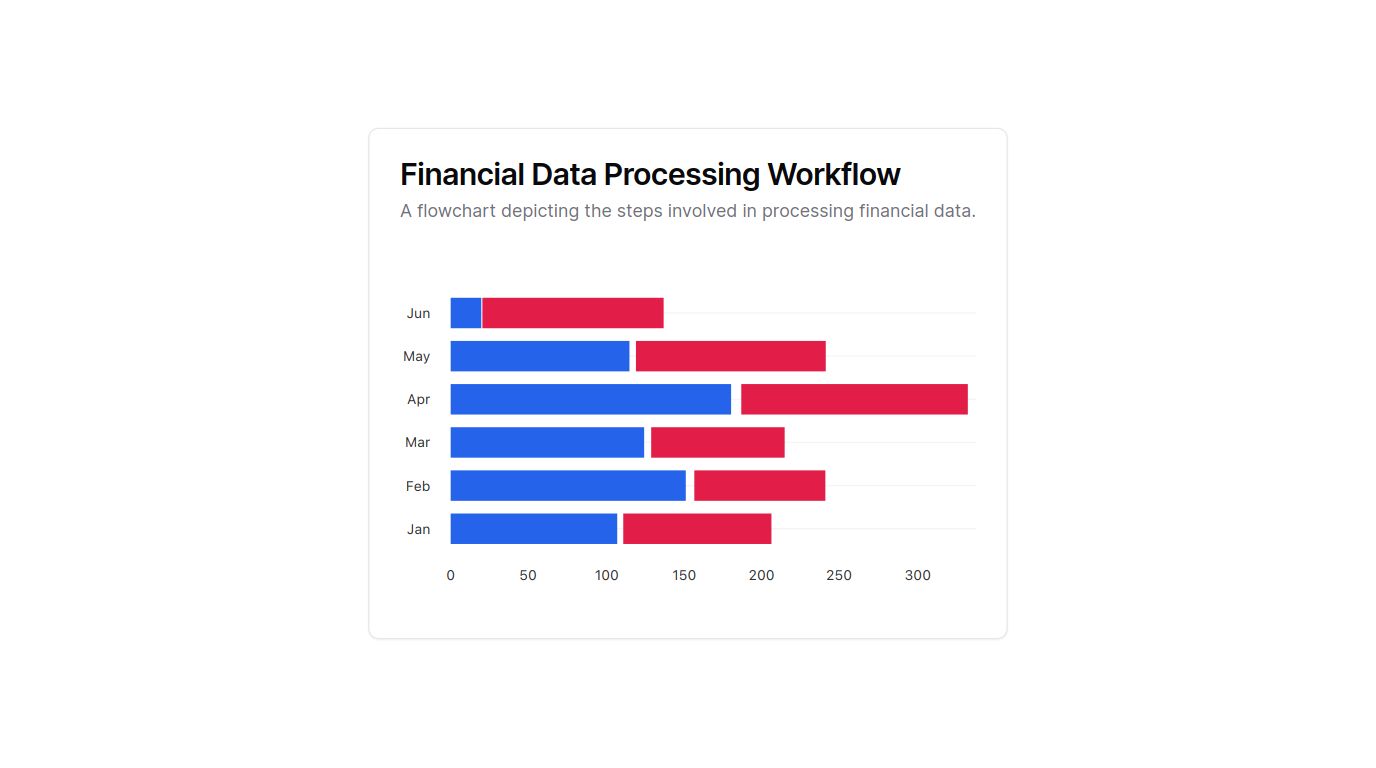 Financial Data Processing Workflow
A flowchart depicting the steps involved in processing financial data.
Jun
May
Apr
Mar
Feb
Jan
0 50 100 150 200 250 300